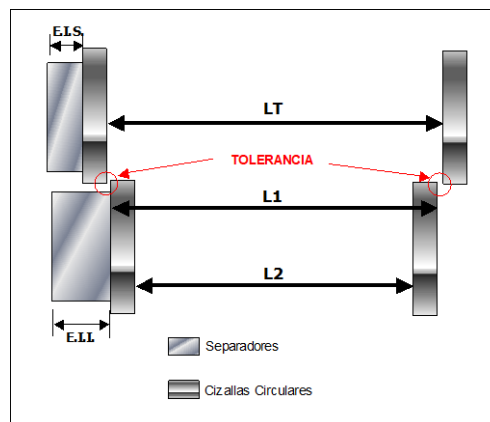 E.I.S.
LT
TOLERANCIA
L1
L2
E.I.I.
Separadores
Cizallas Circulares